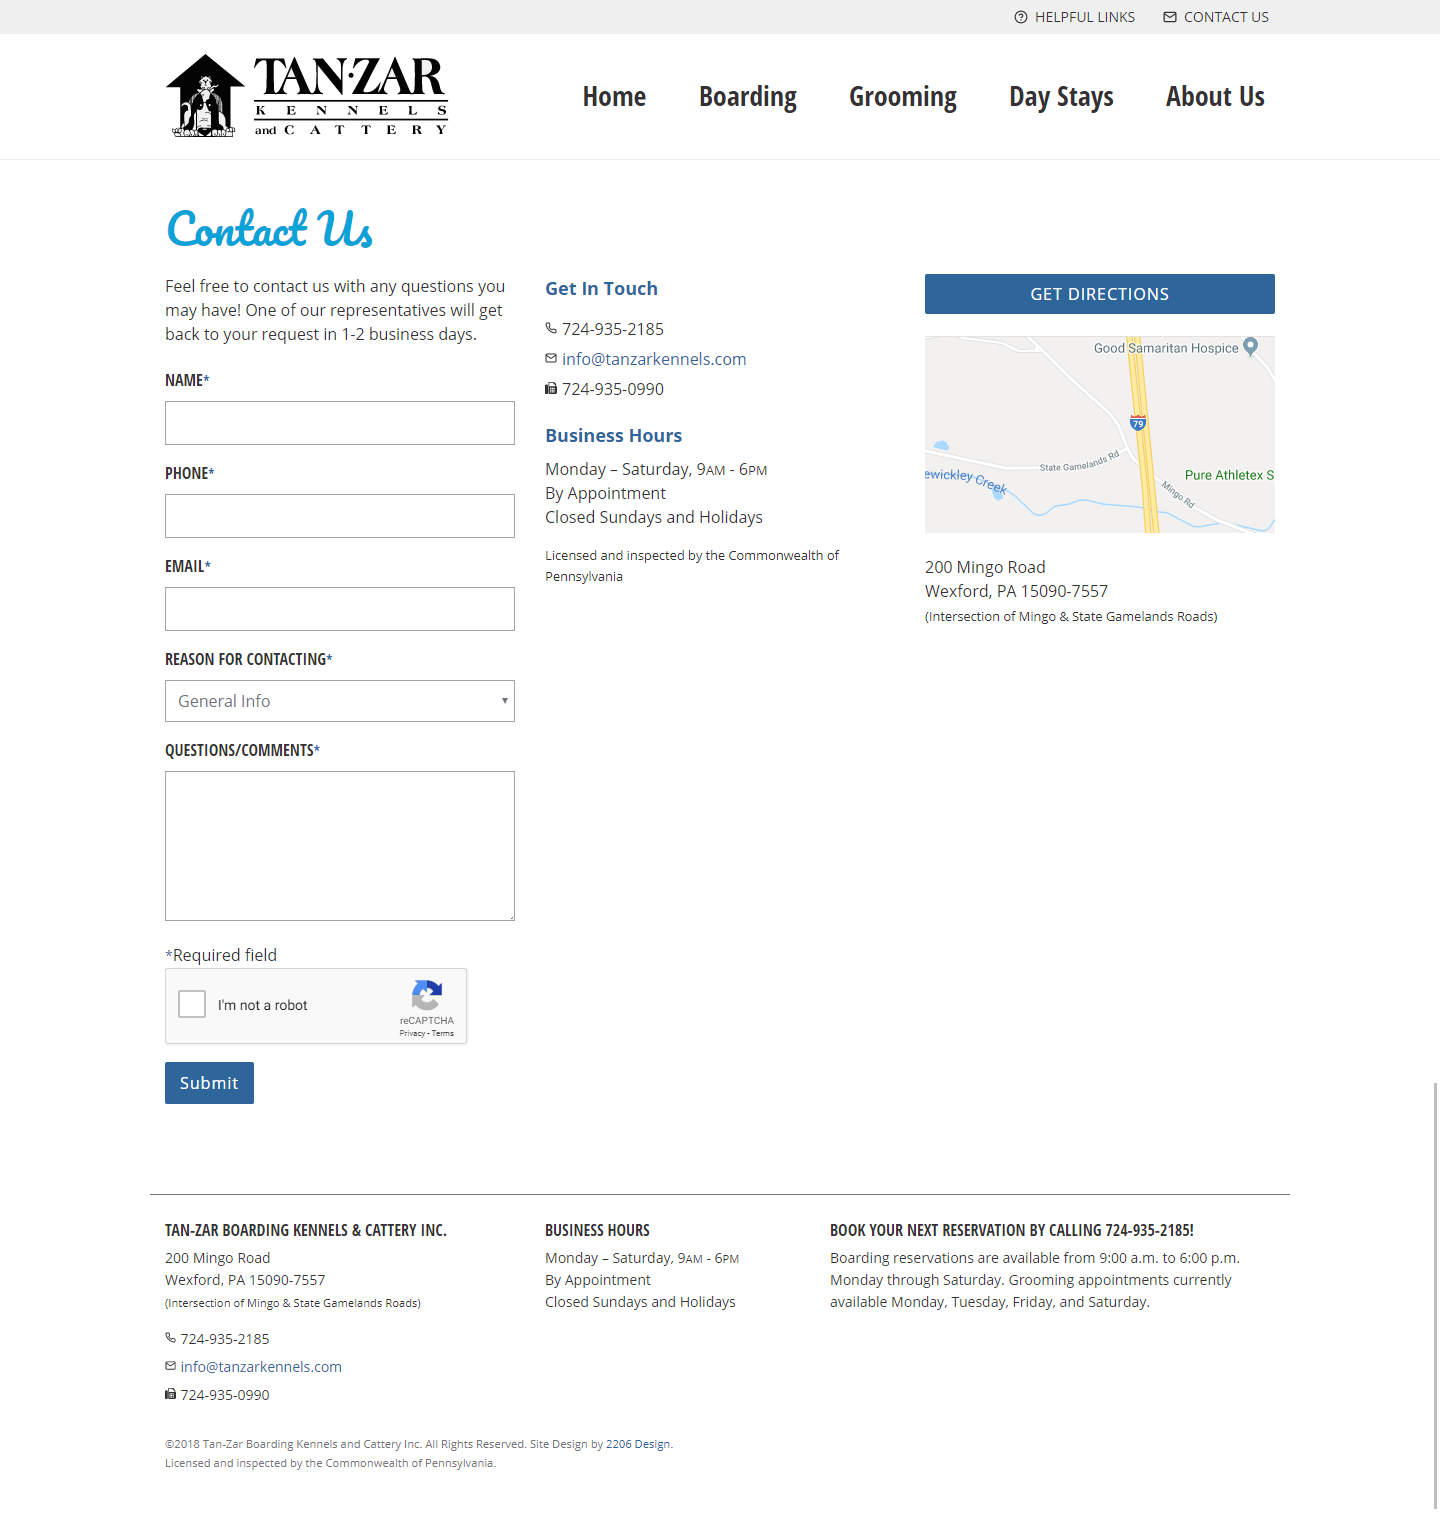 HELPFUL LINKS
CONTACT US
TAN·ZAR
KENNELS
and CATTERY
Home
Boarding
Grooming
Day Stays
About Us
Contact Us
Feel free to contact us with any questions you
may have! One of our representatives will get
back to your request in 1-2 business days.
NAME*
PHONE*
EMAIL*
REASON FOR CONTACTING*
General Info
QUESTIONS/COMMENTS*
*Required field
I'm not a robot
reCAPTCHA
Privacy - Terms
Submit
Get In Touch
724-935-2185
info@tanzarkennels.com
724-935-0990
Business Hours
Monday – Saturday, 9AM - 6PM
By Appointment
Closed Sundays and Holidays
Licensed and inspected by the Commonwealth of
Pennsylvania
GET DIRECTIONS
Good Samaritan Hospice
79
State Gamelands Rd
ewickley Creek
Pure Athletex S
Mingo Rd
200 Mingo Road
Wexford, PA 15090-7557
(Intersection of Mingo & State Gamelands Roads)
TAN-ZAR BOARDING KENNELS & CATTERY INC.
200 Mingo Road
Wexford, PA 15090-7557
(Intersection of Mingo & State Gamelands Roads)
724-935-2185
info@tanzarkennels.com
724-935-0990
BUSINESS HOURS
Monday – Saturday, 9AM - 6PM
By Appointment
Closed Sundays and Holidays
BOOK YOUR NEXT RESERVATION BY CALLING 724-935-2185!
Boarding reservations are available from 9:00 a.m. to 6:00 p.m.
Monday through Saturday. Grooming appointments currently
available Monday, Tuesday, Friday, and Saturday.
©2018 Tan-Zar Boarding Kennels and Cattery Inc. All Rights Reserved. Site Design by 2206 Design.
Licensed and inspected by the Commonwealth of Pennsylvania.